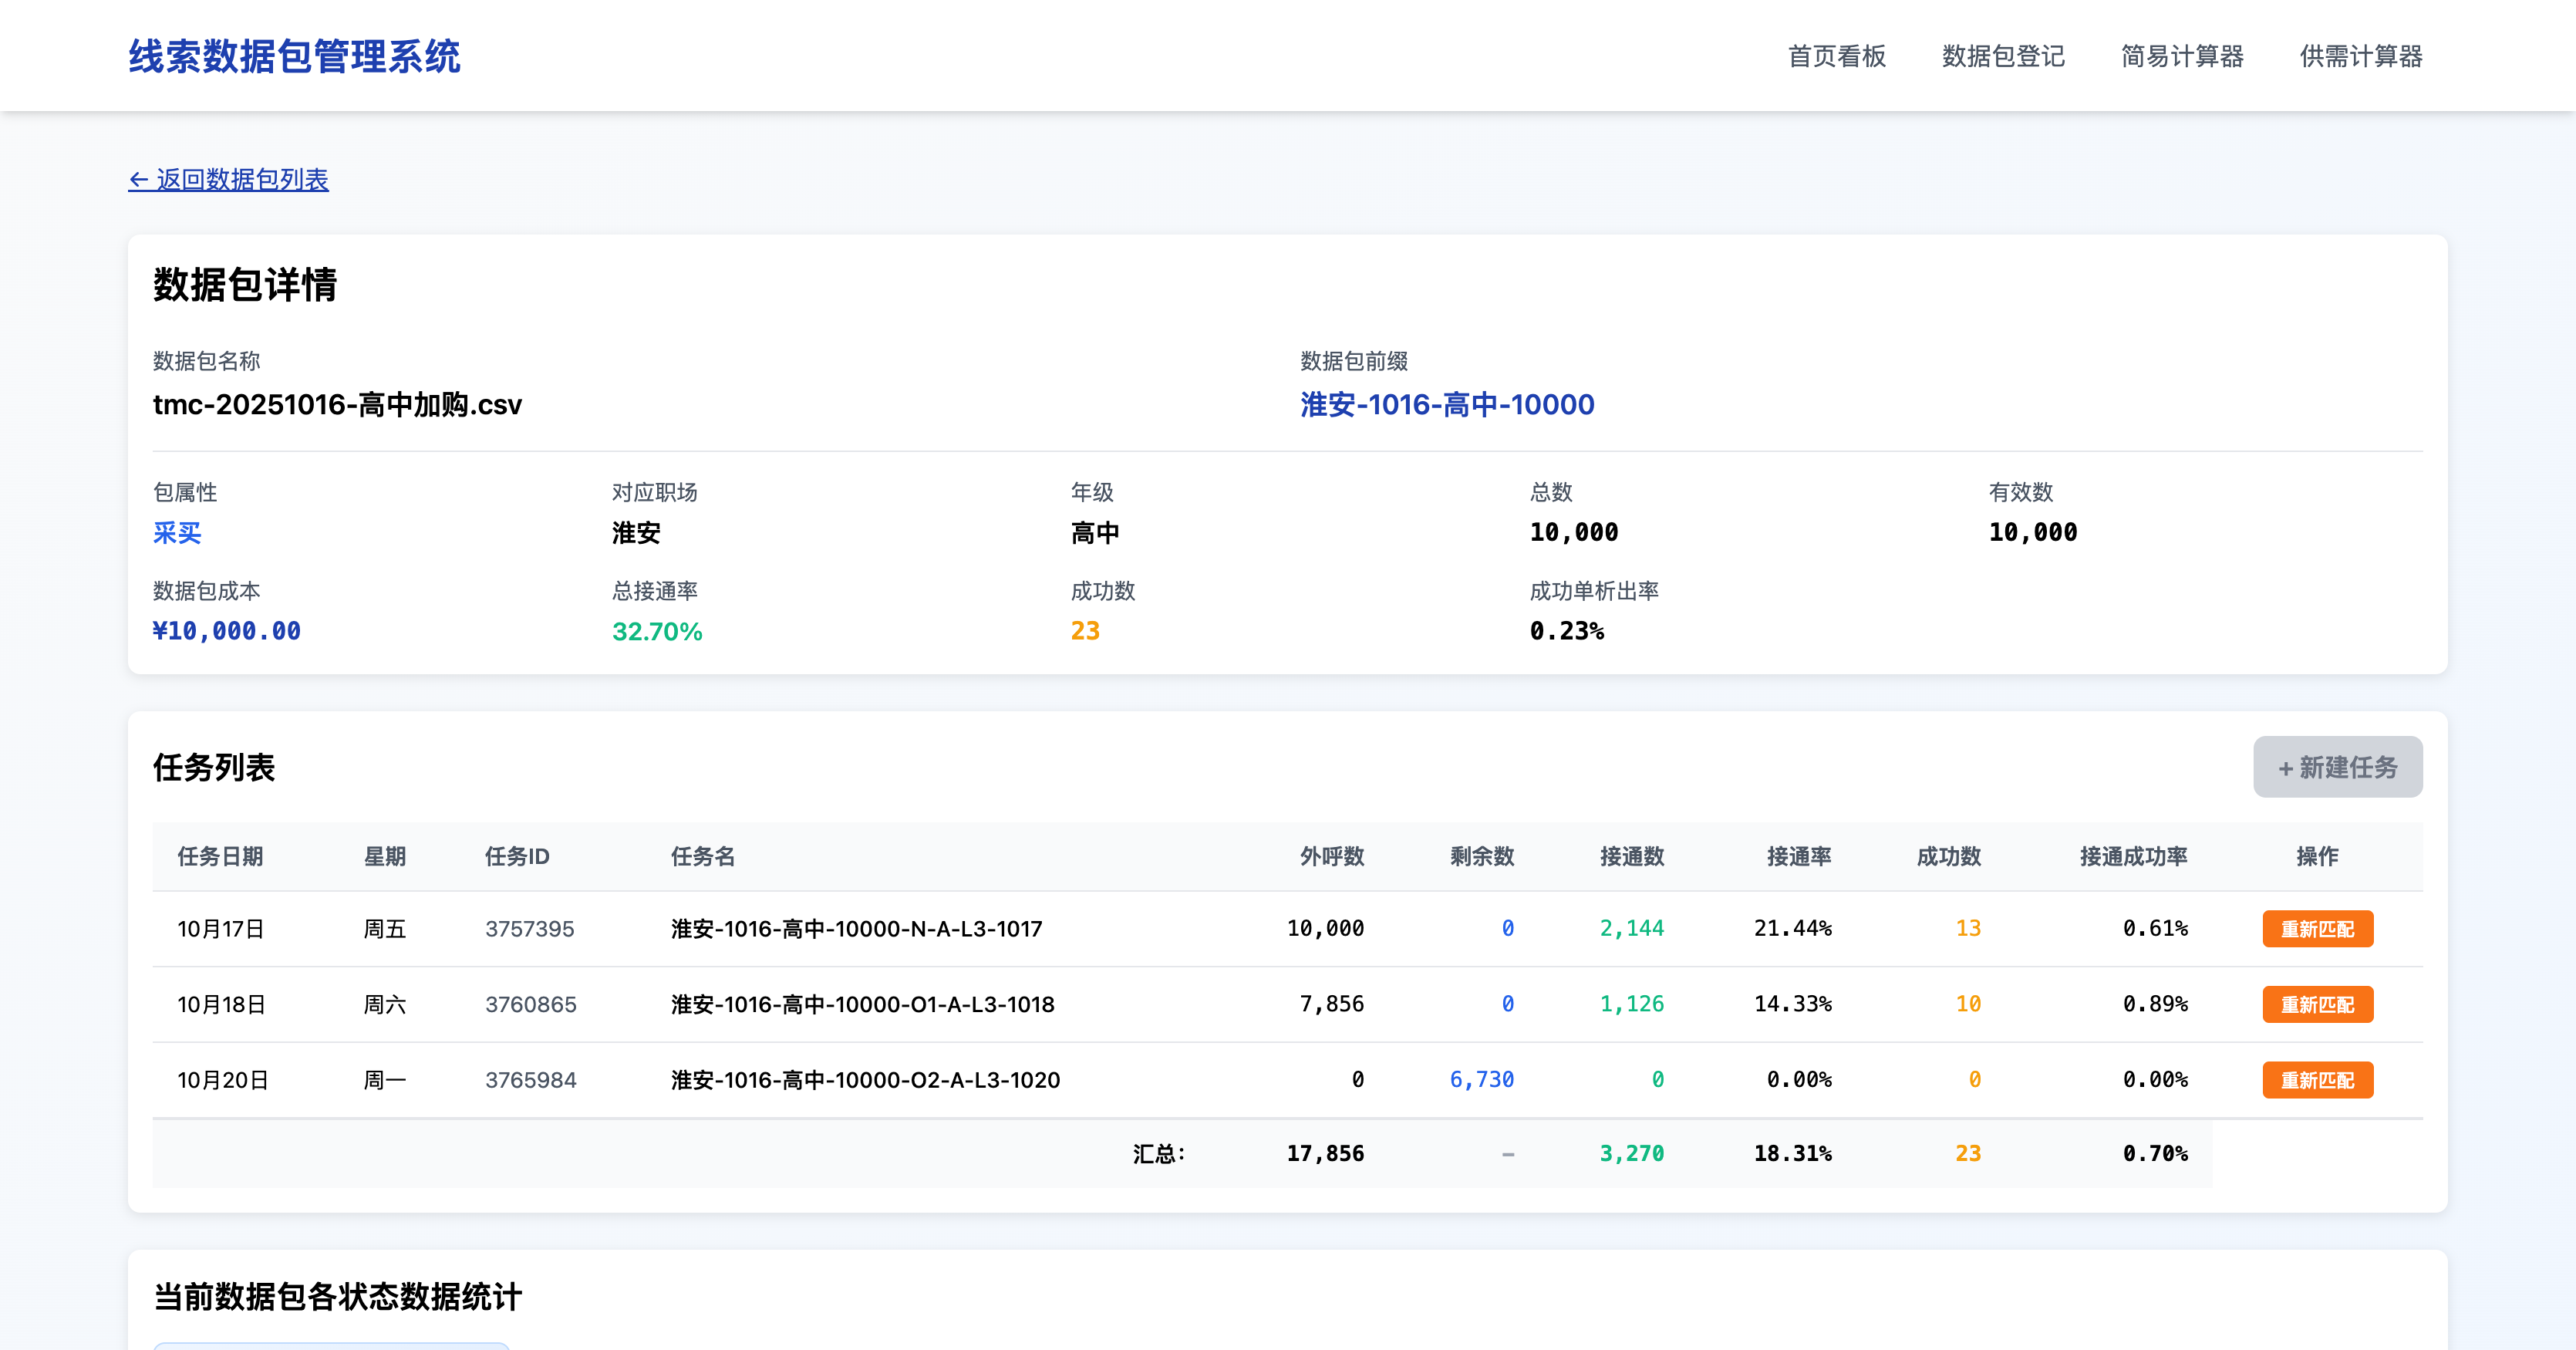 线索数据包管理系统 首页看板 数据包登记 简易计算器 供需计算器
← 返回数据包列表
数据包详情
数据包名称 数据包前缀
tmc-20251016-高中加购.csv 淮安-1016-高中-10000
包属性 对应职场 年级 总数 有效数
采买 淮安 高中 10,000 10,000
数据包成本 总接通率 成功数 成功单析出率
¥10,000.00 32.70% 23 0.23%
任务列表 + 新建任务
任务日期 星期 任务ID 任务名 外呼数 剩余数 接通数 接通率 成功数 接通成功率 操作
10月17日 周五 3757395 淮安-1016-高中-10000-N-A-L3-1017 10,000 0 2,144 21.44% 13 0.61% 重新匹配
10月18日 周六 3760865 淮安-1016-高中-10000-O1-A-L3-1018 7,856 0 1,126 14.33% 10 0.89% 重新匹配
10月20日 周一 3765984 淮安-1016-高中-10000-O2-A-L3-1020 0 6,730 0 0.00% 0 0.00% 重新匹配
汇总： 17,856 – 3,270 18.31% 23 0.70%
当前数据包各状态数据统计